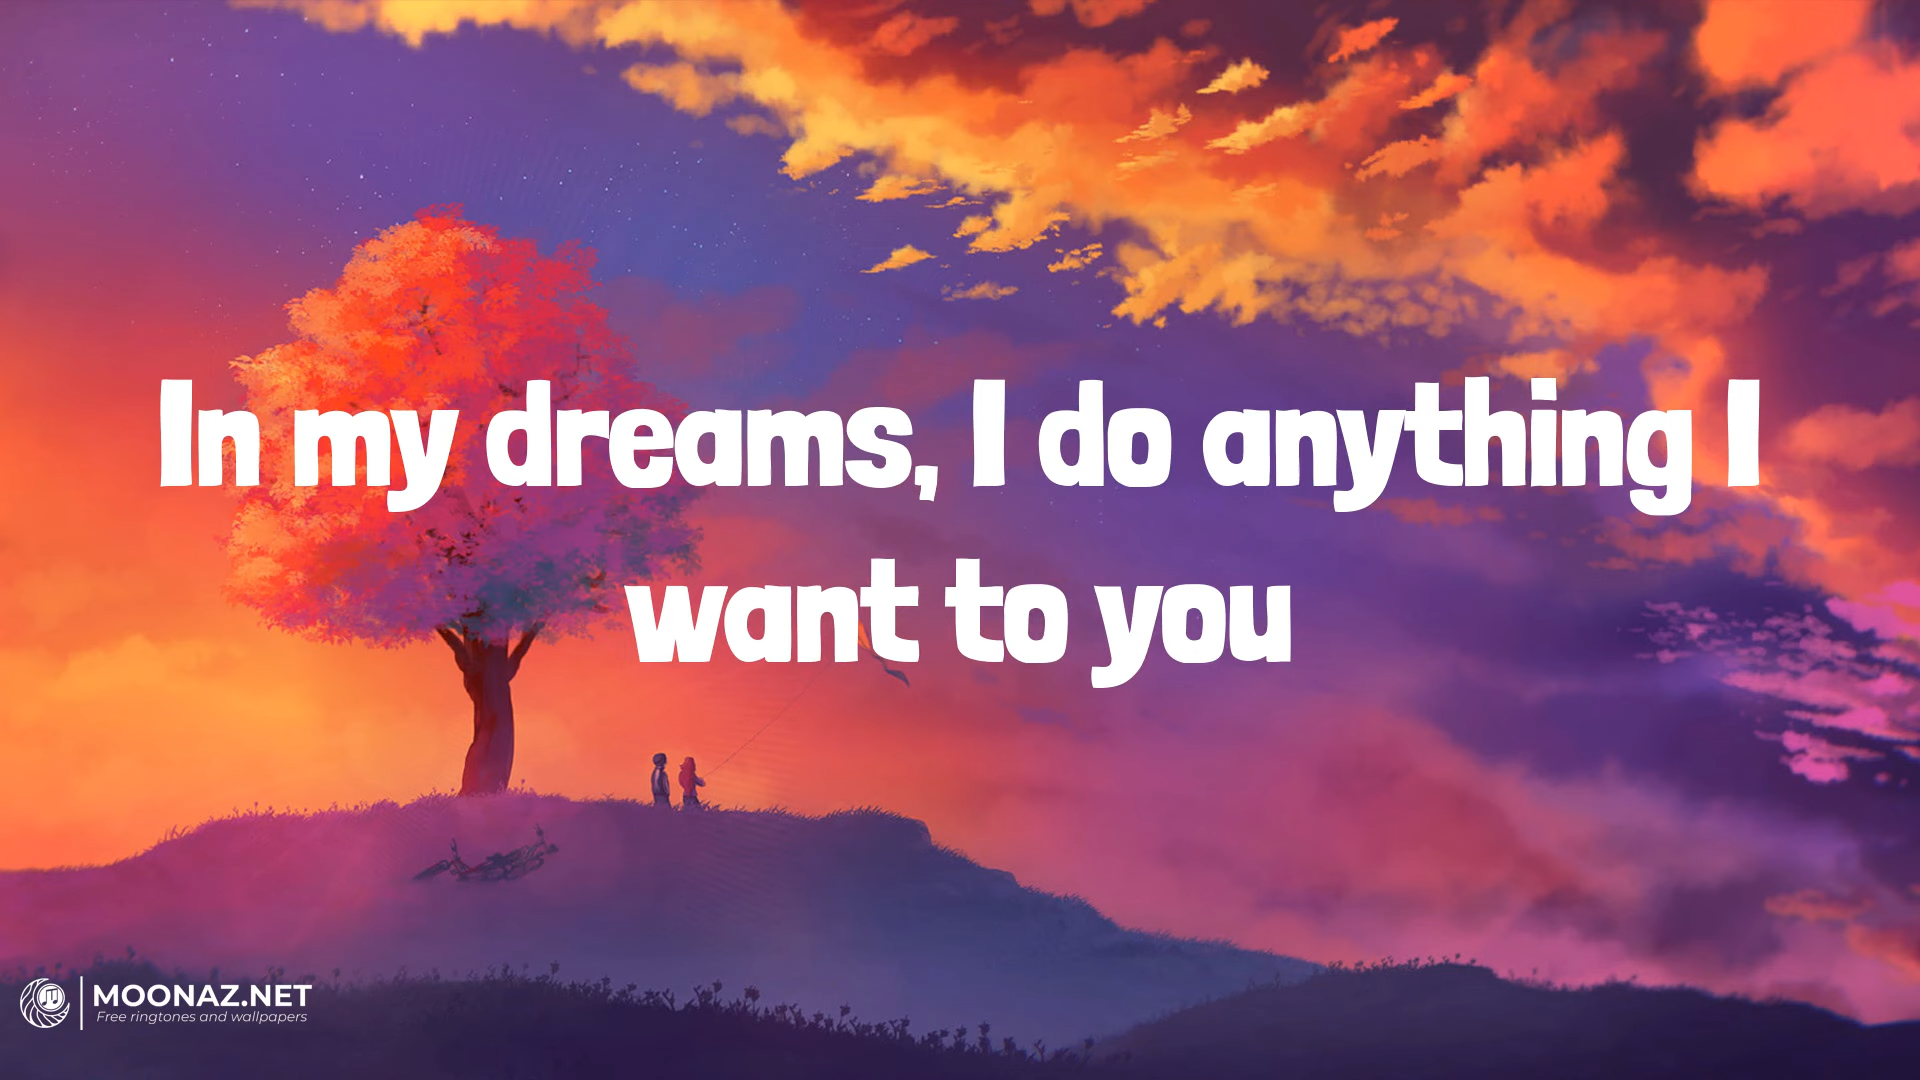 In my dreams, I do anything I
want to you
MOONAZ.NET
Free ringtones and wallpapers